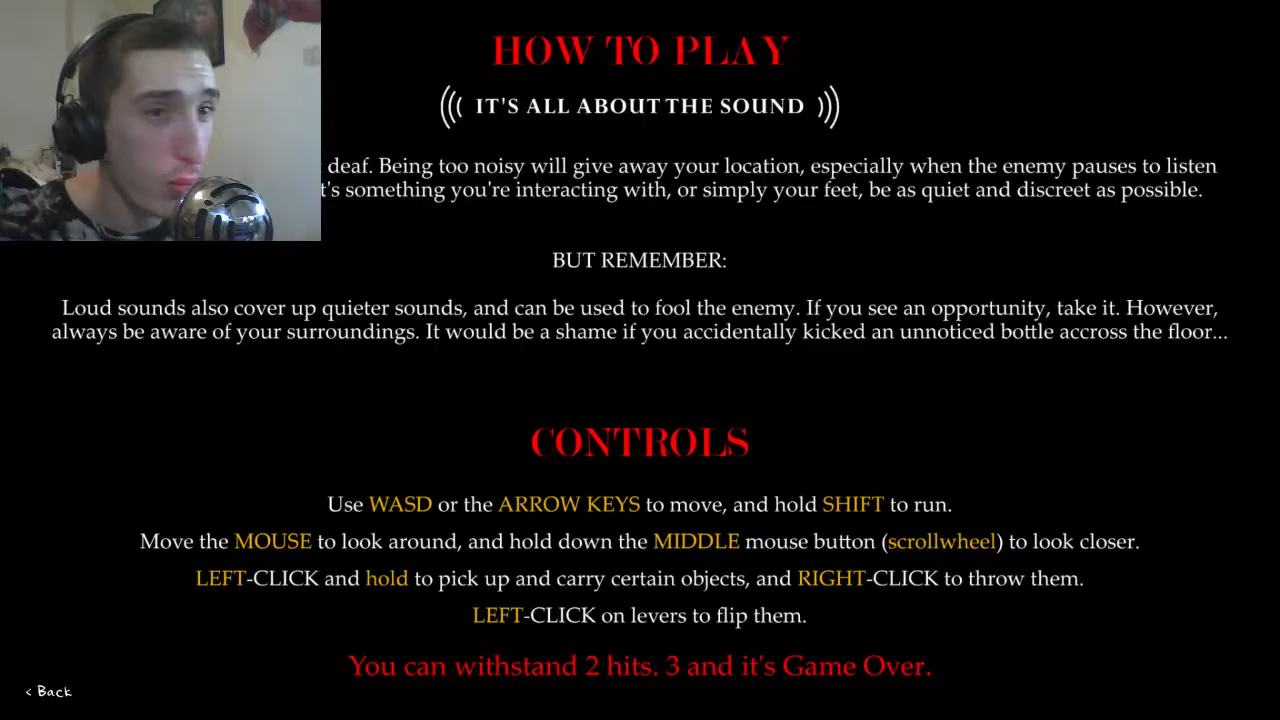 HOW TO PLAY
IT'S ALL ABOUT THE SOUND
deaf. Being too noisy will give away your location, especially when the enemy pauses to listen
t's something you're interacting with, or simply your feet, be as quiet and discreet as possible.
BUT REMEMBER:
Loud sounds also cover up quieter sounds, and can be used to fool the enemy. If you see an opportunity, take it. However,
always be aware of your surroundings. It would be a shame if you accidentally kicked an unnoticed bottle accross the floor...
CONTROLS
Use WASD or the ARROW KEYS to move, and hold SHIFT to run.
Move the MOUSE to look around, and hold down the MIDDLE mouse button (scrollwheel) to look closer.
LEFT-CLICK and hold to pick up and carry certain objects, and RIGHT-CLICK to throw them.
LEFT-CLICK on levers to flip them.
You can withstand 2 hits. 3 and it's Game Over.
< Back